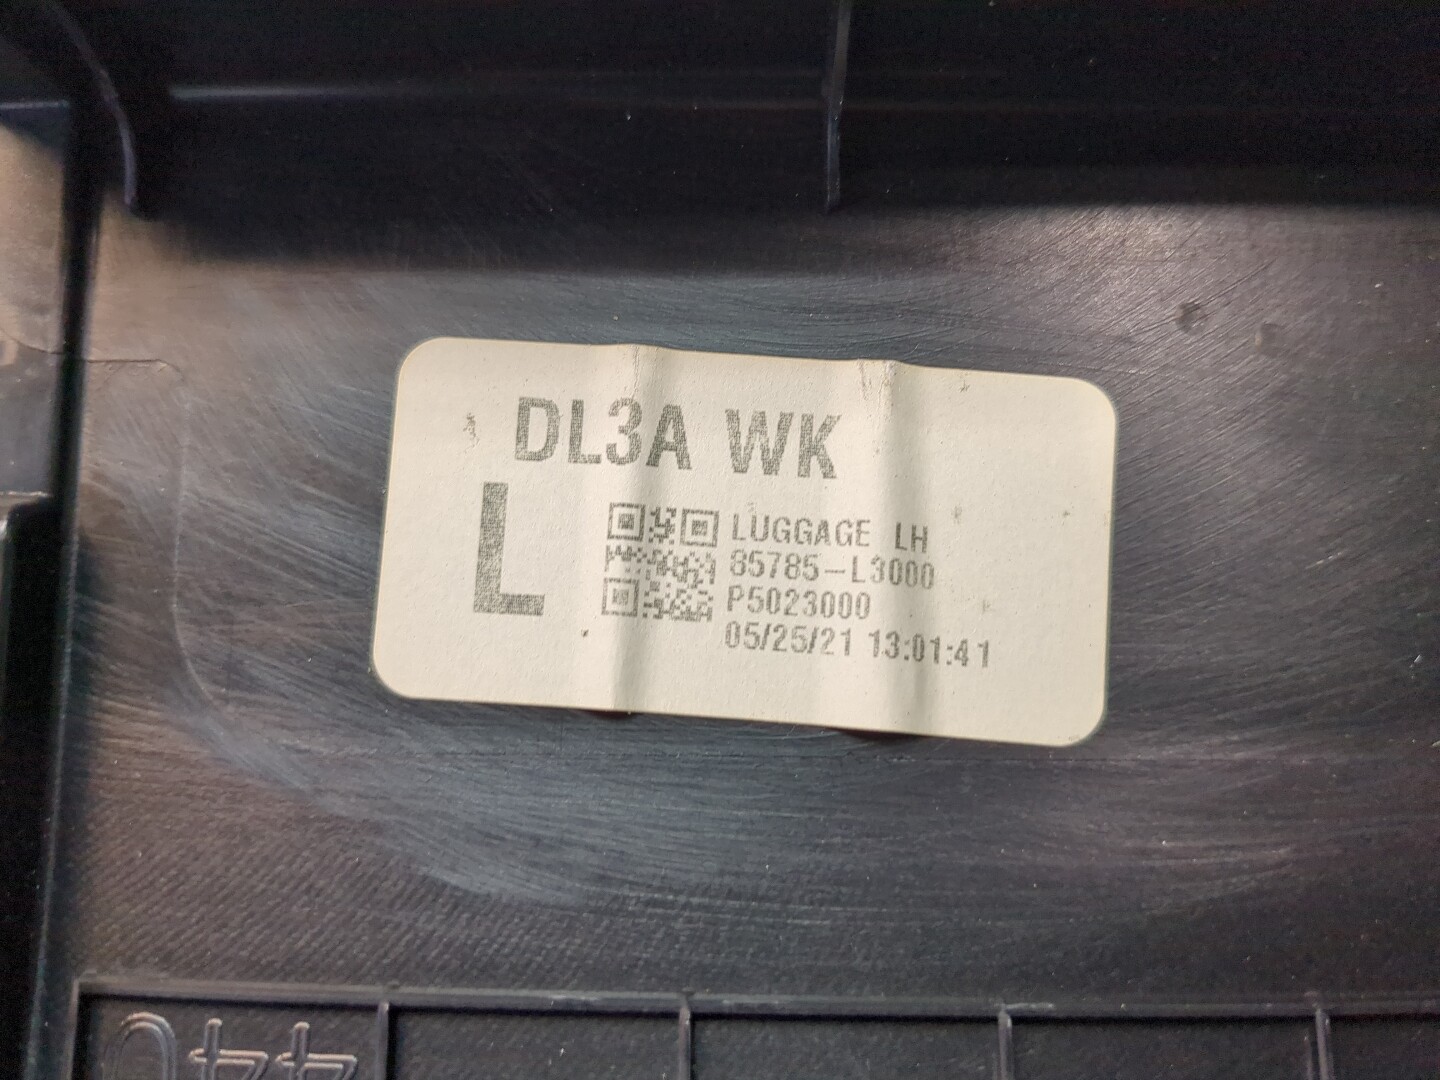 DL3A WK
L
LUGGAGE LH
85785-L3000
P5023000
05/25/21 13:01:41